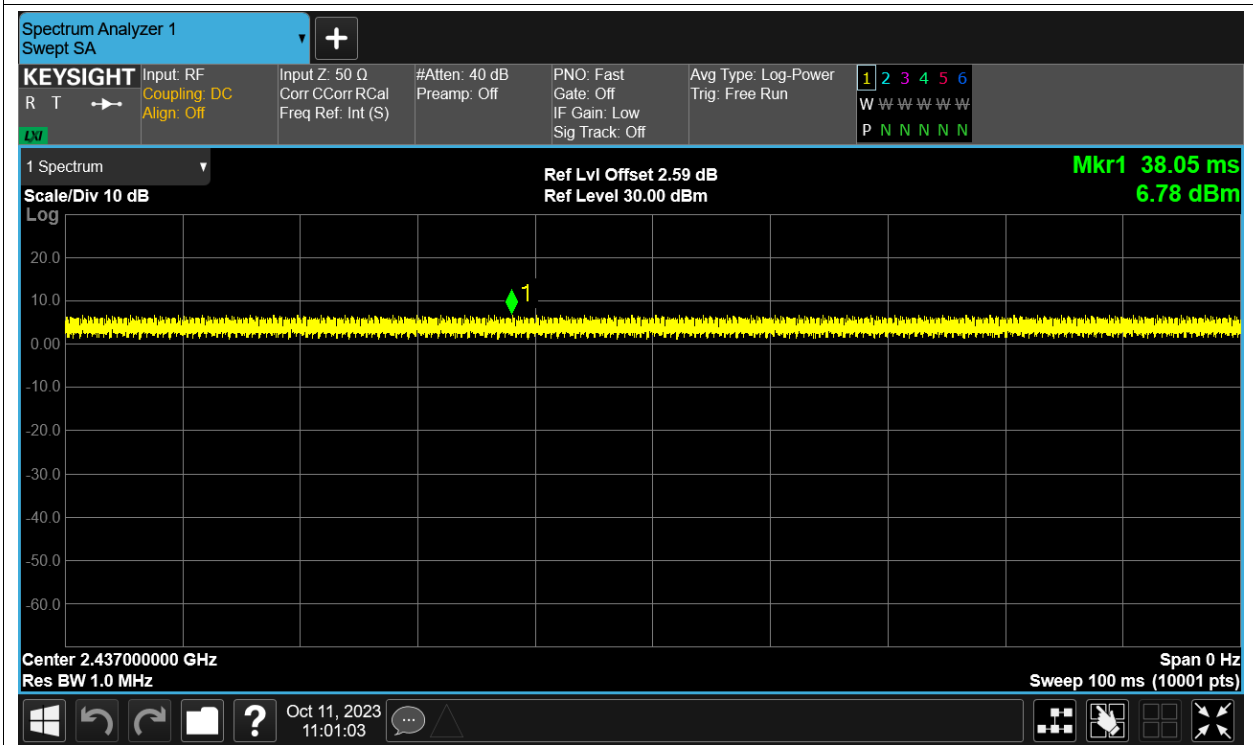 Spectrum Analyzer 1
Swept SA
+
KEYSIGHT
R T
LXI
Input: RF
Coupling: DC
Align: Off
Input Z: 50 Ω
Corr CCorr RCal
Freq Ref: Int (S)
#Atten: 40 dB
Preamp: Off
PNO: Fast
Gate: Off
IF Gain: Low
Sig Track: Off
Avg Type: Log-Power
Trig: Free Run
1 2 3 4 5 6
W W W W W W
P N N N N N
1 Spectrum
Scale/Div 10 dB
Log
Ref Lvl Offset 2.59 dB
Ref Level 30.00 dBm
Mkr1 38.05 ms
6.78 dBm
20.0
10.0
0.00
-10.0
-20.0
-30.0
-40.0
-50.0
-60.0
1
Center 2.437000000 GHz
Res BW 1.0 MHz
Span 0 Hz
Sweep 100 ms (10001 pts)
?
Oct 11, 2023
11:01:03